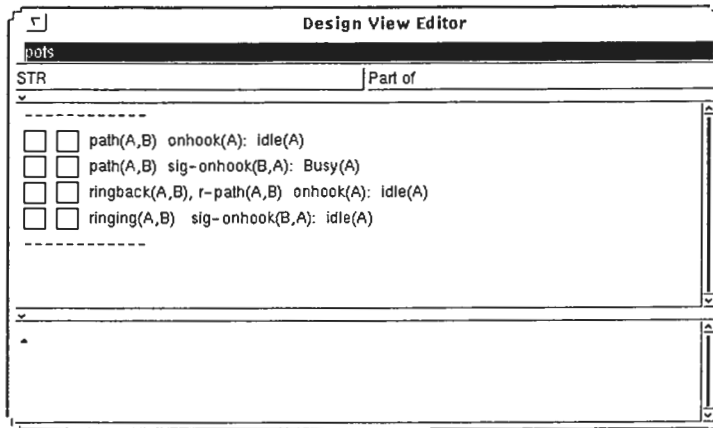 Design View Editor
pots
STR Part of
- - - - - - - - - - - - -
path(A,B) onhook(A): idle(A)
path(A,B) sig-onhook(B,A): Busy(A)
ringback(A,B), r-path(A,B) onhook(A): idle(A)
ringing(A,B) sig-onhook(B,A): idle(A)
- - - - - - - - - - - - -